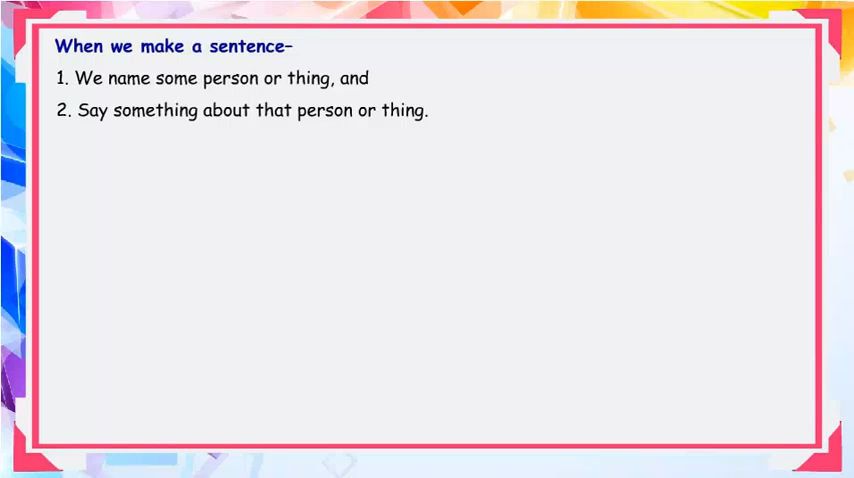 When we make a sentence–
1. We name some person or thing, and
2. Say something about that person or thing.